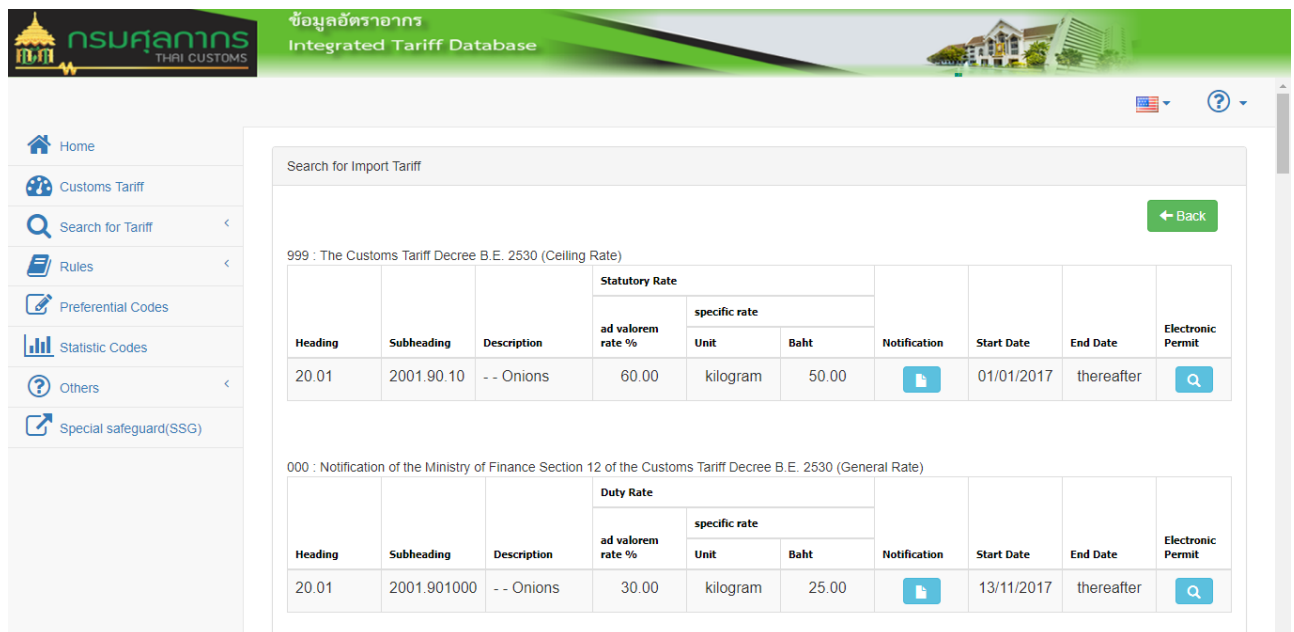 กรมศุลกากร
THAI CUSTOMS
ข้อมูลอัตราอากร
Integrated Tariff Database
Home
Customs Tariff
Search for Tariff
Rules
Preferential Codes
Statistic Codes
Others
Special safeguard(SSG)
Search for Import Tariff
Back
999 : The Customs Tariff Decree B.E. 2530 (Ceiling Rate)
Statutory Rate
specific rate
Heading Subheading Description ad valorem rate % Unit Baht Notification Start Date End Date Electronic Permit
20.01 2001.90.10 - - Onions 60.00 kilogram 50.00 01/01/2017 thereafter
000 : Notification of the Ministry of Finance Section 12 of the Customs Tariff Decree B.E. 2530 (General Rate)
Duty Rate
specific rate
Heading Subheading Description ad valorem rate % Unit Baht Notification Start Date End Date Electronic Permit
20.01 2001.901000 - - Onions 30.00 kilogram 25.00 13/11/2017 thereafter